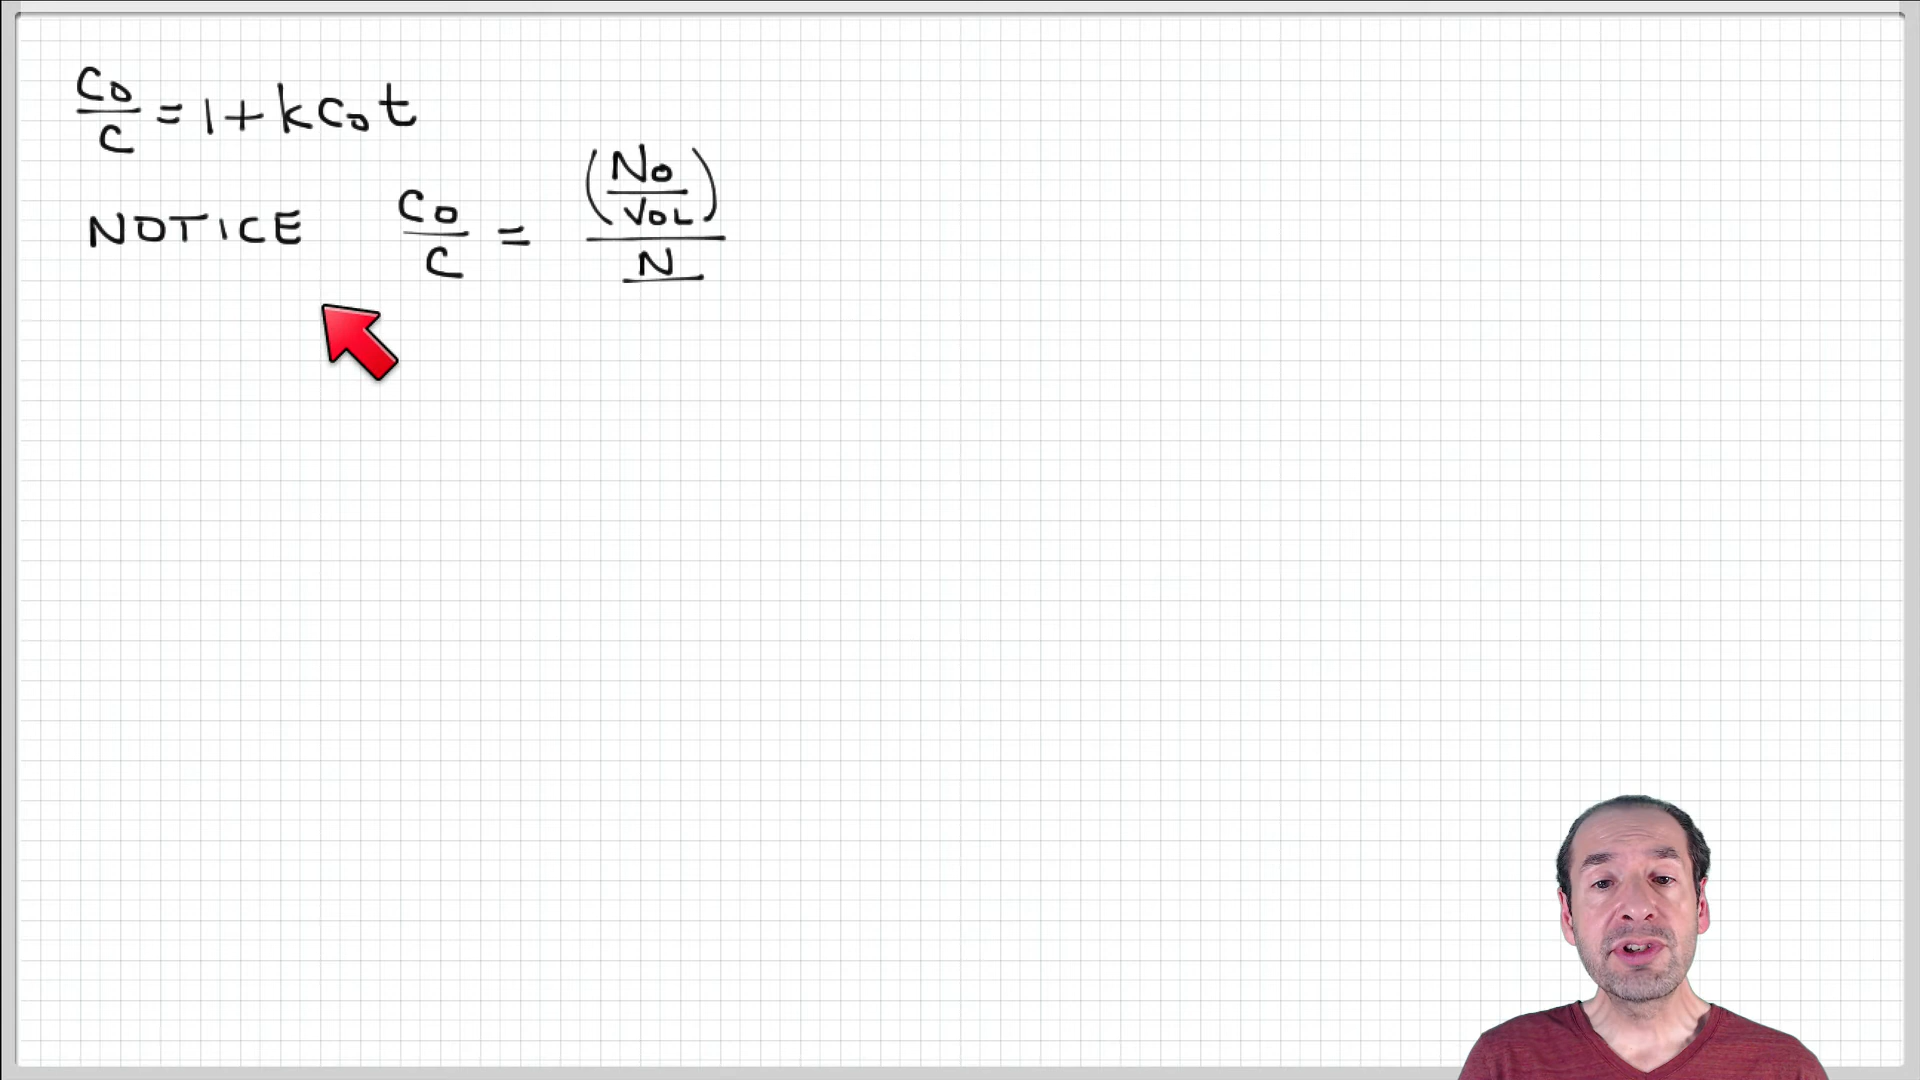 C0/C = 1 + kC0t
NOTICE C0/C = (N0/VOL)/N